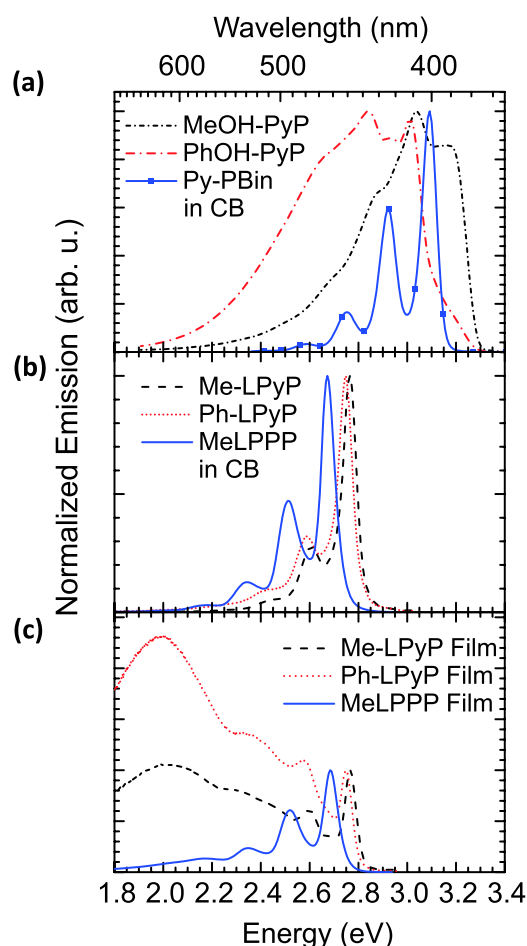 Wavelength (nm)
600 500 400
(a)
MeOH-PyP
PhOH-PyP
Py-PBin
in CB
(b)
Me-LPyP
Ph-LPyP
MeLPPP
in CB
Normalized Emission (arb. u.)
(c)
Me-LPyP Film
Ph-LPyP Film
MeLPPP Film
1.8 2.0 2.2 2.4 2.6 2.8 3.0 3.2 3.4
Energy (eV)